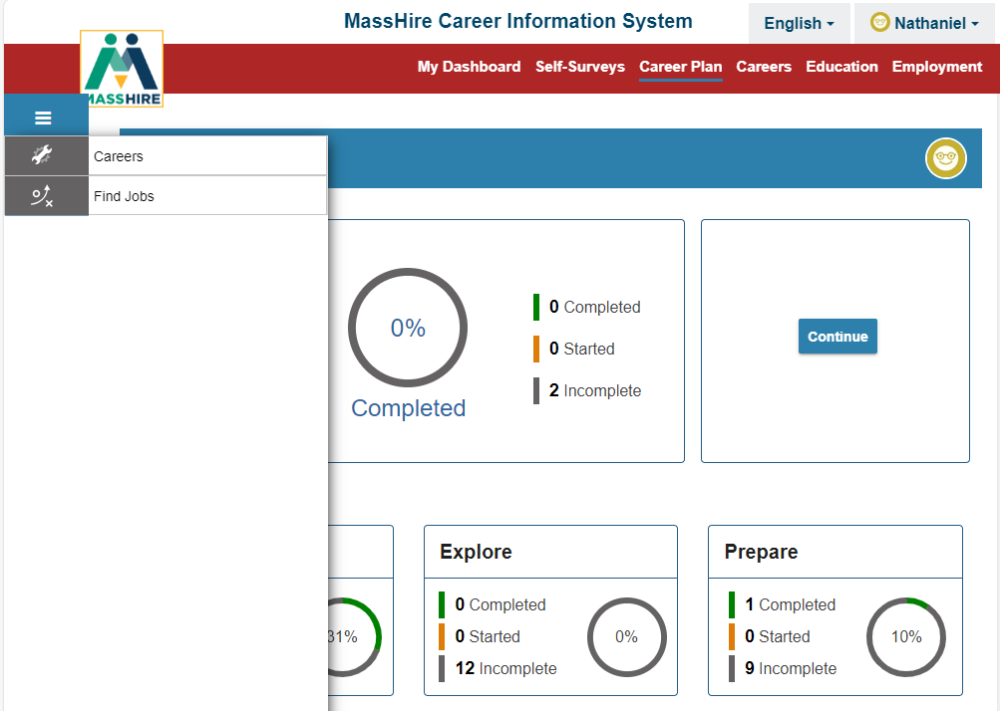 MassHire Career Information System
English
Nathaniel
MASSHIRE
My Dashboard Self-Surveys Career Plan Careers Education Employment
Careers
Find Jobs
0%
Completed
0 Completed
0 Started
2 Incomplete
Continue
31%
Explore
0 Completed
0 Started
12 Incomplete
0%
Prepare
1 Completed
0 Started
9 Incomplete
10%